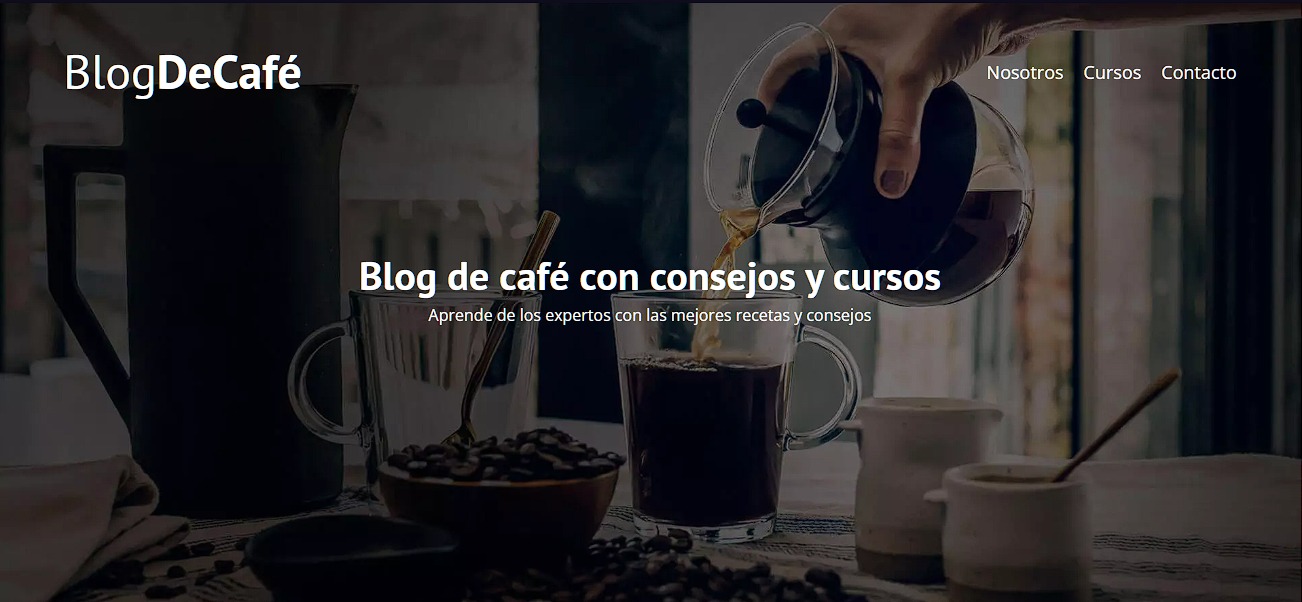 BlogDeCafé
Nosotros Cursos Contacto
Blog de café con consejos y cursos
Aprende de los expertos con las mejores recetas y consejos